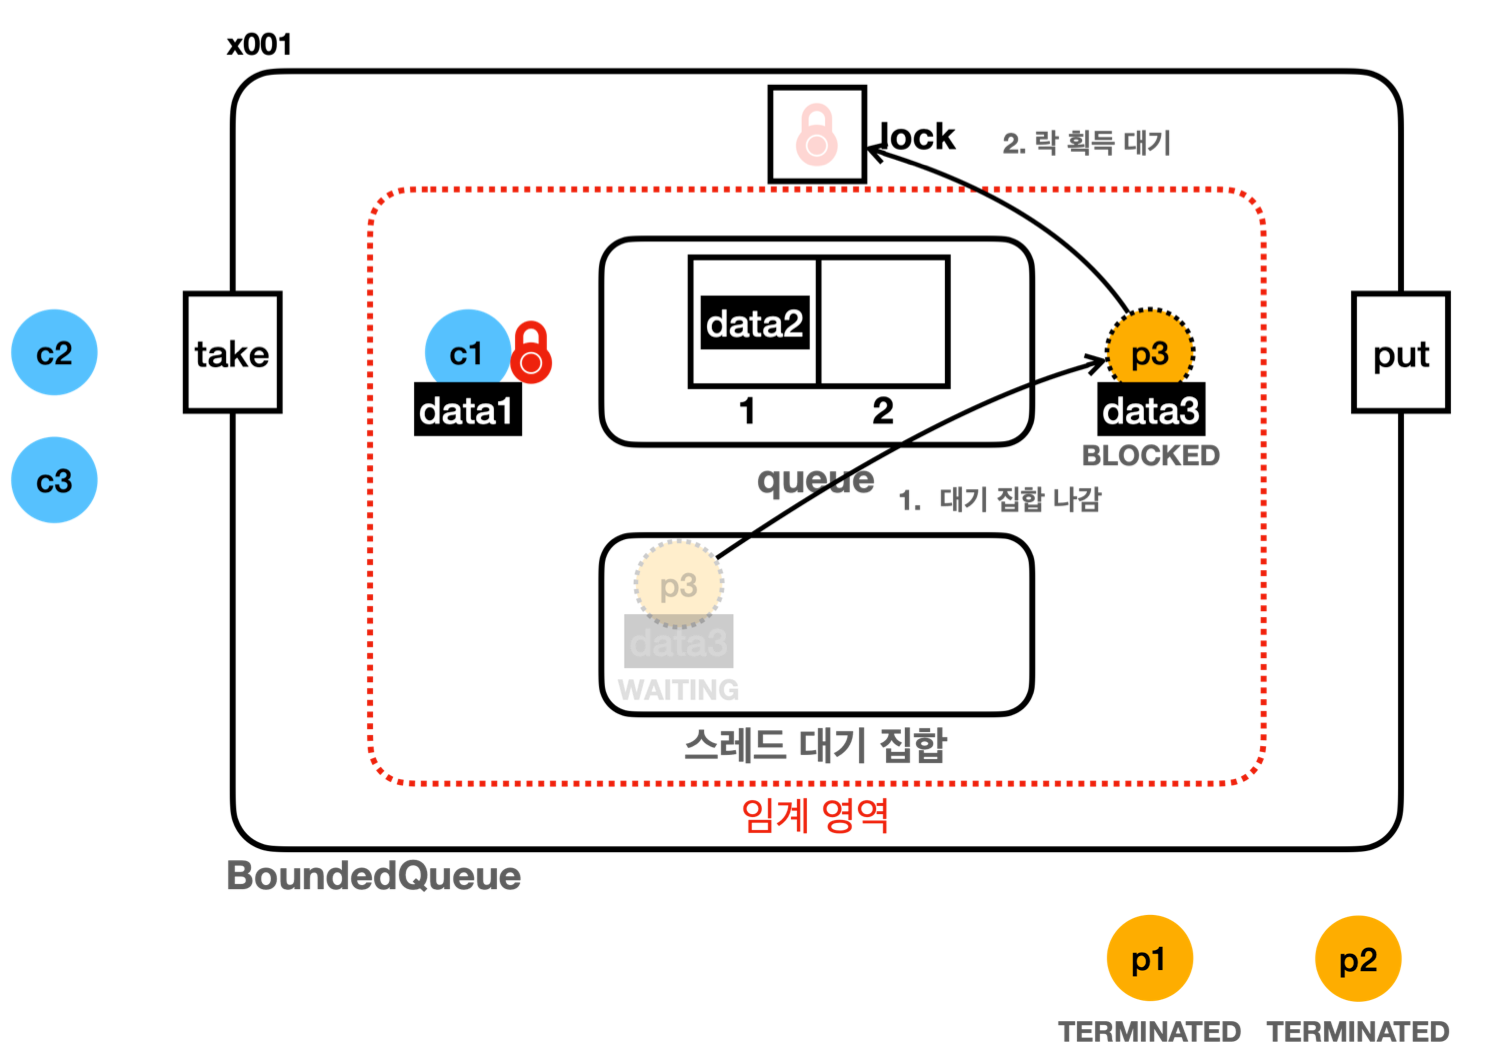 x001
lock
2. 락 획득 대기
c2
take
c1
data2
p3
put
data1
1
2
data3
BLOCKED
queue
c3
1. 대기 집합 나감
p3
data3
WAITING
스레드 대기 집합
임계 영역
BoundedQueue
p1
p2
TERMINATED
TERMINATED